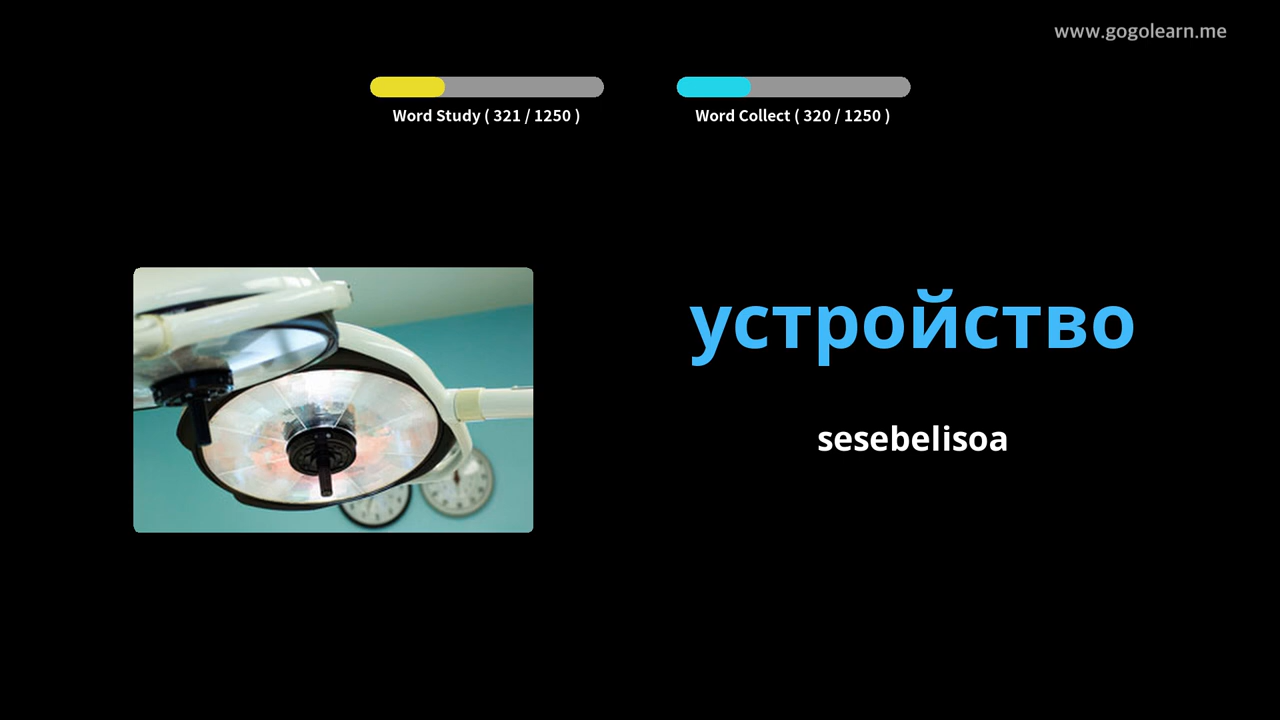 www.gogolearn.me
Word Study ( 321 / 1250 )
Word Collect ( 320 / 1250 )
устройство
sesebelisoa